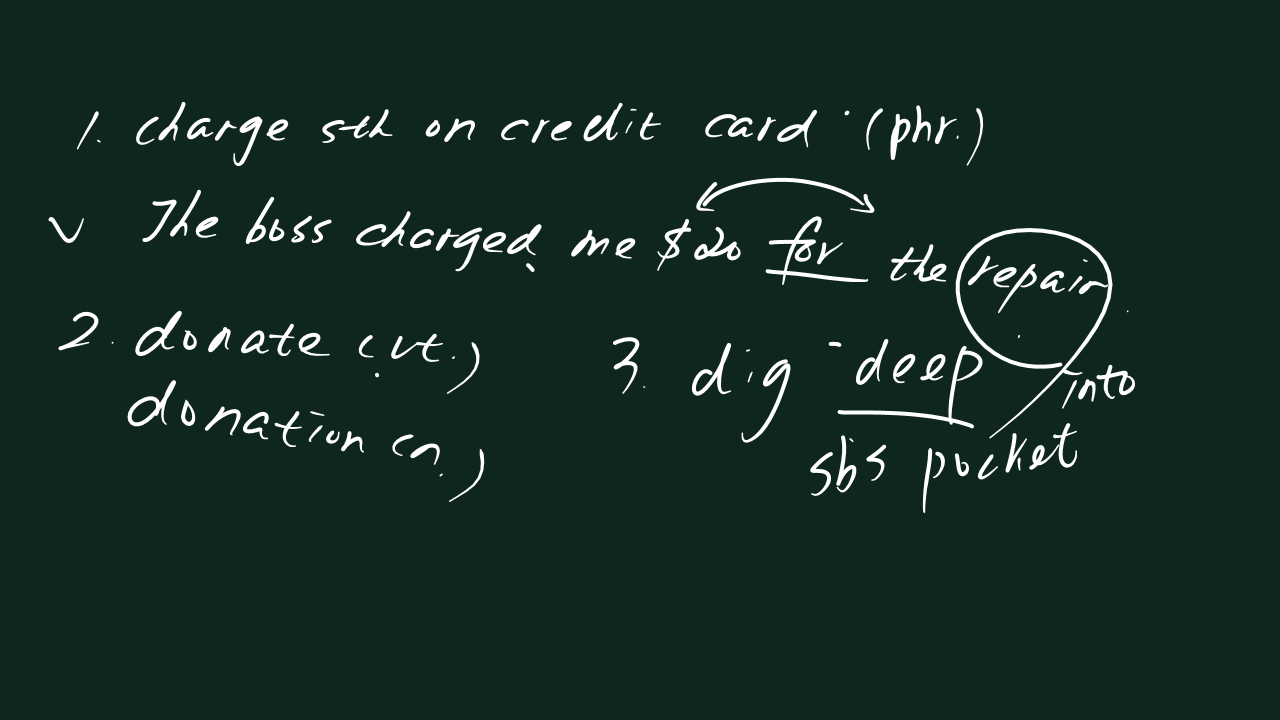 1. charge sth on credit card (phr.)
v The boss charged me $20 for the repair.
2. donate (vt.)
donation (n.)
3. dig deep into
sb's pocket